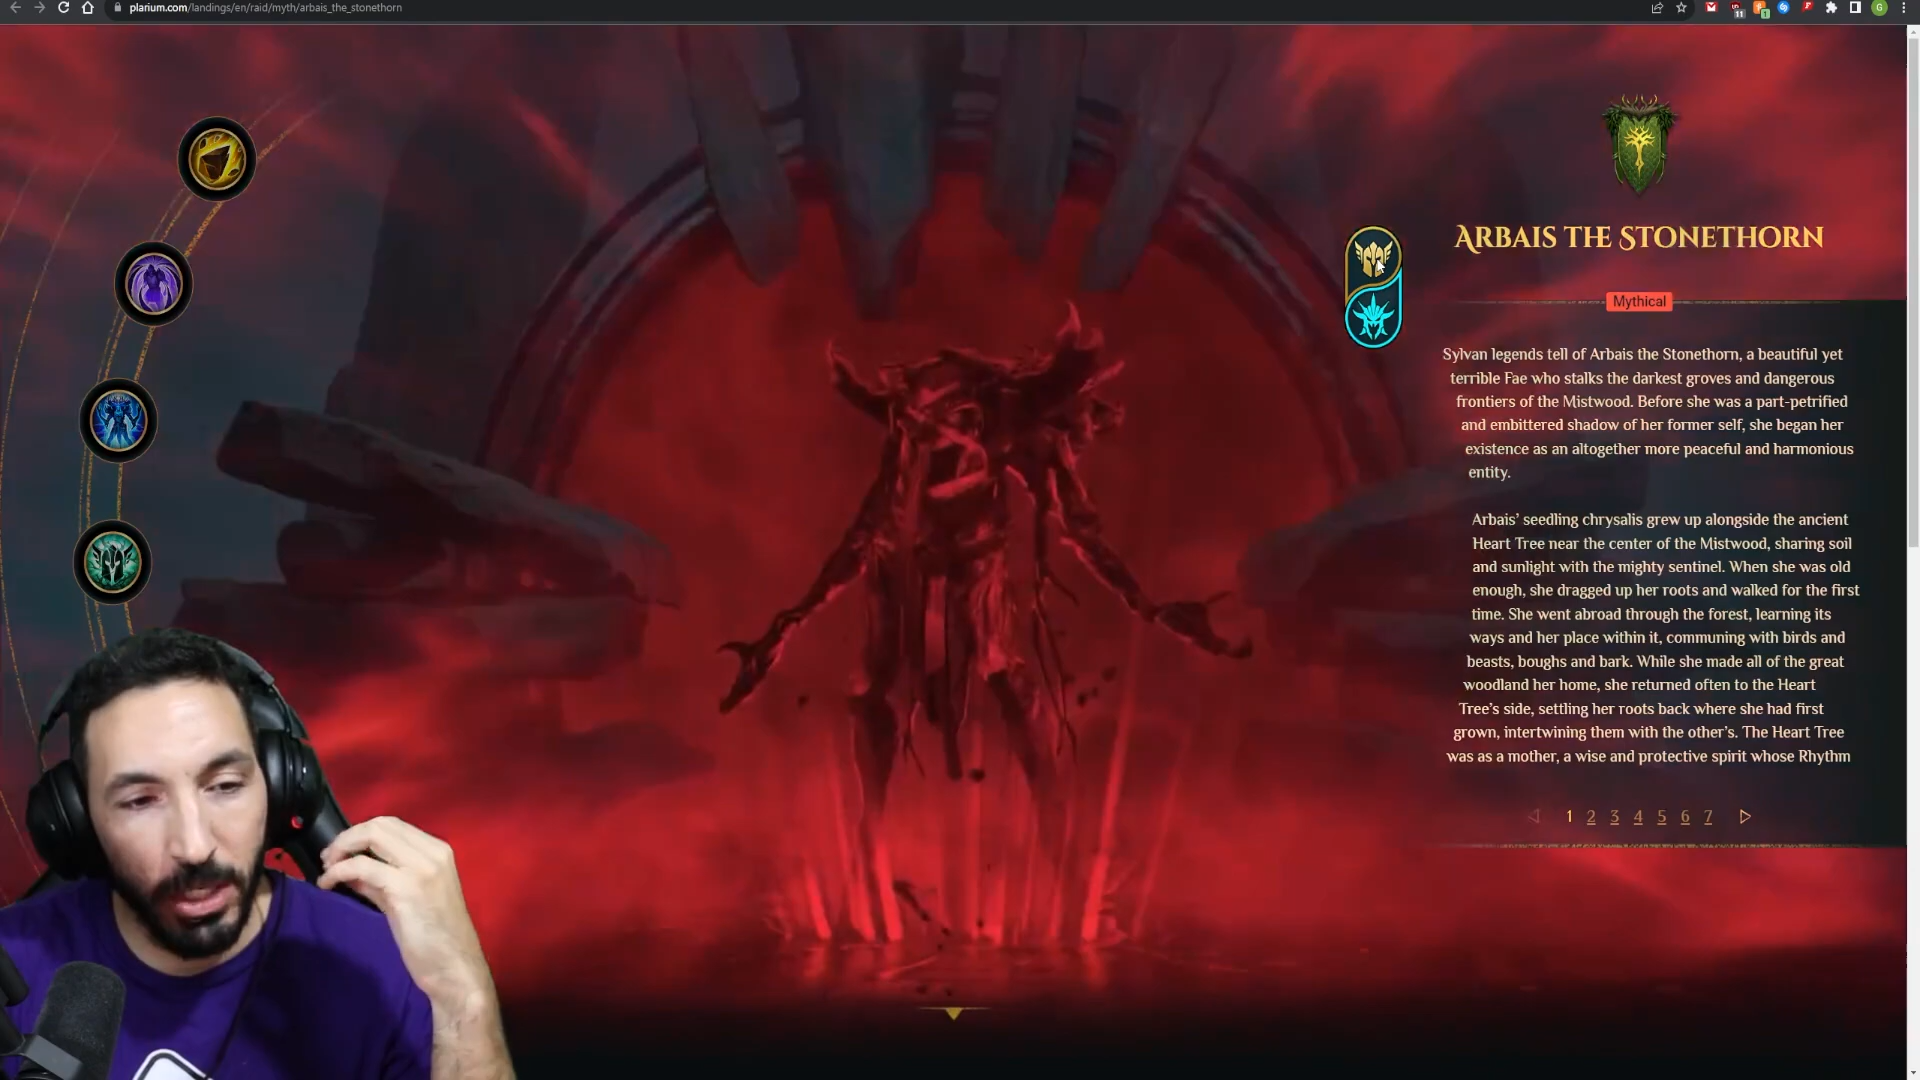 plarium.com/landings/en/raid/myth/arbais_the_stonethorn
11
1
G
ARBAIS THE STONETHORN
Mythical
Sylvan legends tell of Arbais the Stonethorn, a beautiful yet
terrible Fae who stalks the darkest groves and dangerous
frontiers of the Mistwood. Before she was a part-petrified
and embittered shadow of her former self, she began her
existence as an altogether more peaceful and harmonious
entity.
Arbais’ seedling chrysalis grew up alongside the ancient
Heart Tree near the center of the Mistwood, sharing soil
and sunlight with the mighty sentinel. When she was old
enough, she dragged up her roots and walked for the first
time. She went abroad through the forest, learning its
ways and her place within it, communing with birds and
beasts, boughs and bark. While she made all of the great
woodland her home, she returned often to the Heart
Tree’s side, settling her roots back where she had first
grown, intertwining them with the other’s. The Heart Tree
was as a mother, a wise and protective spirit whose Rhythm
1 2 3 4 5 6 7